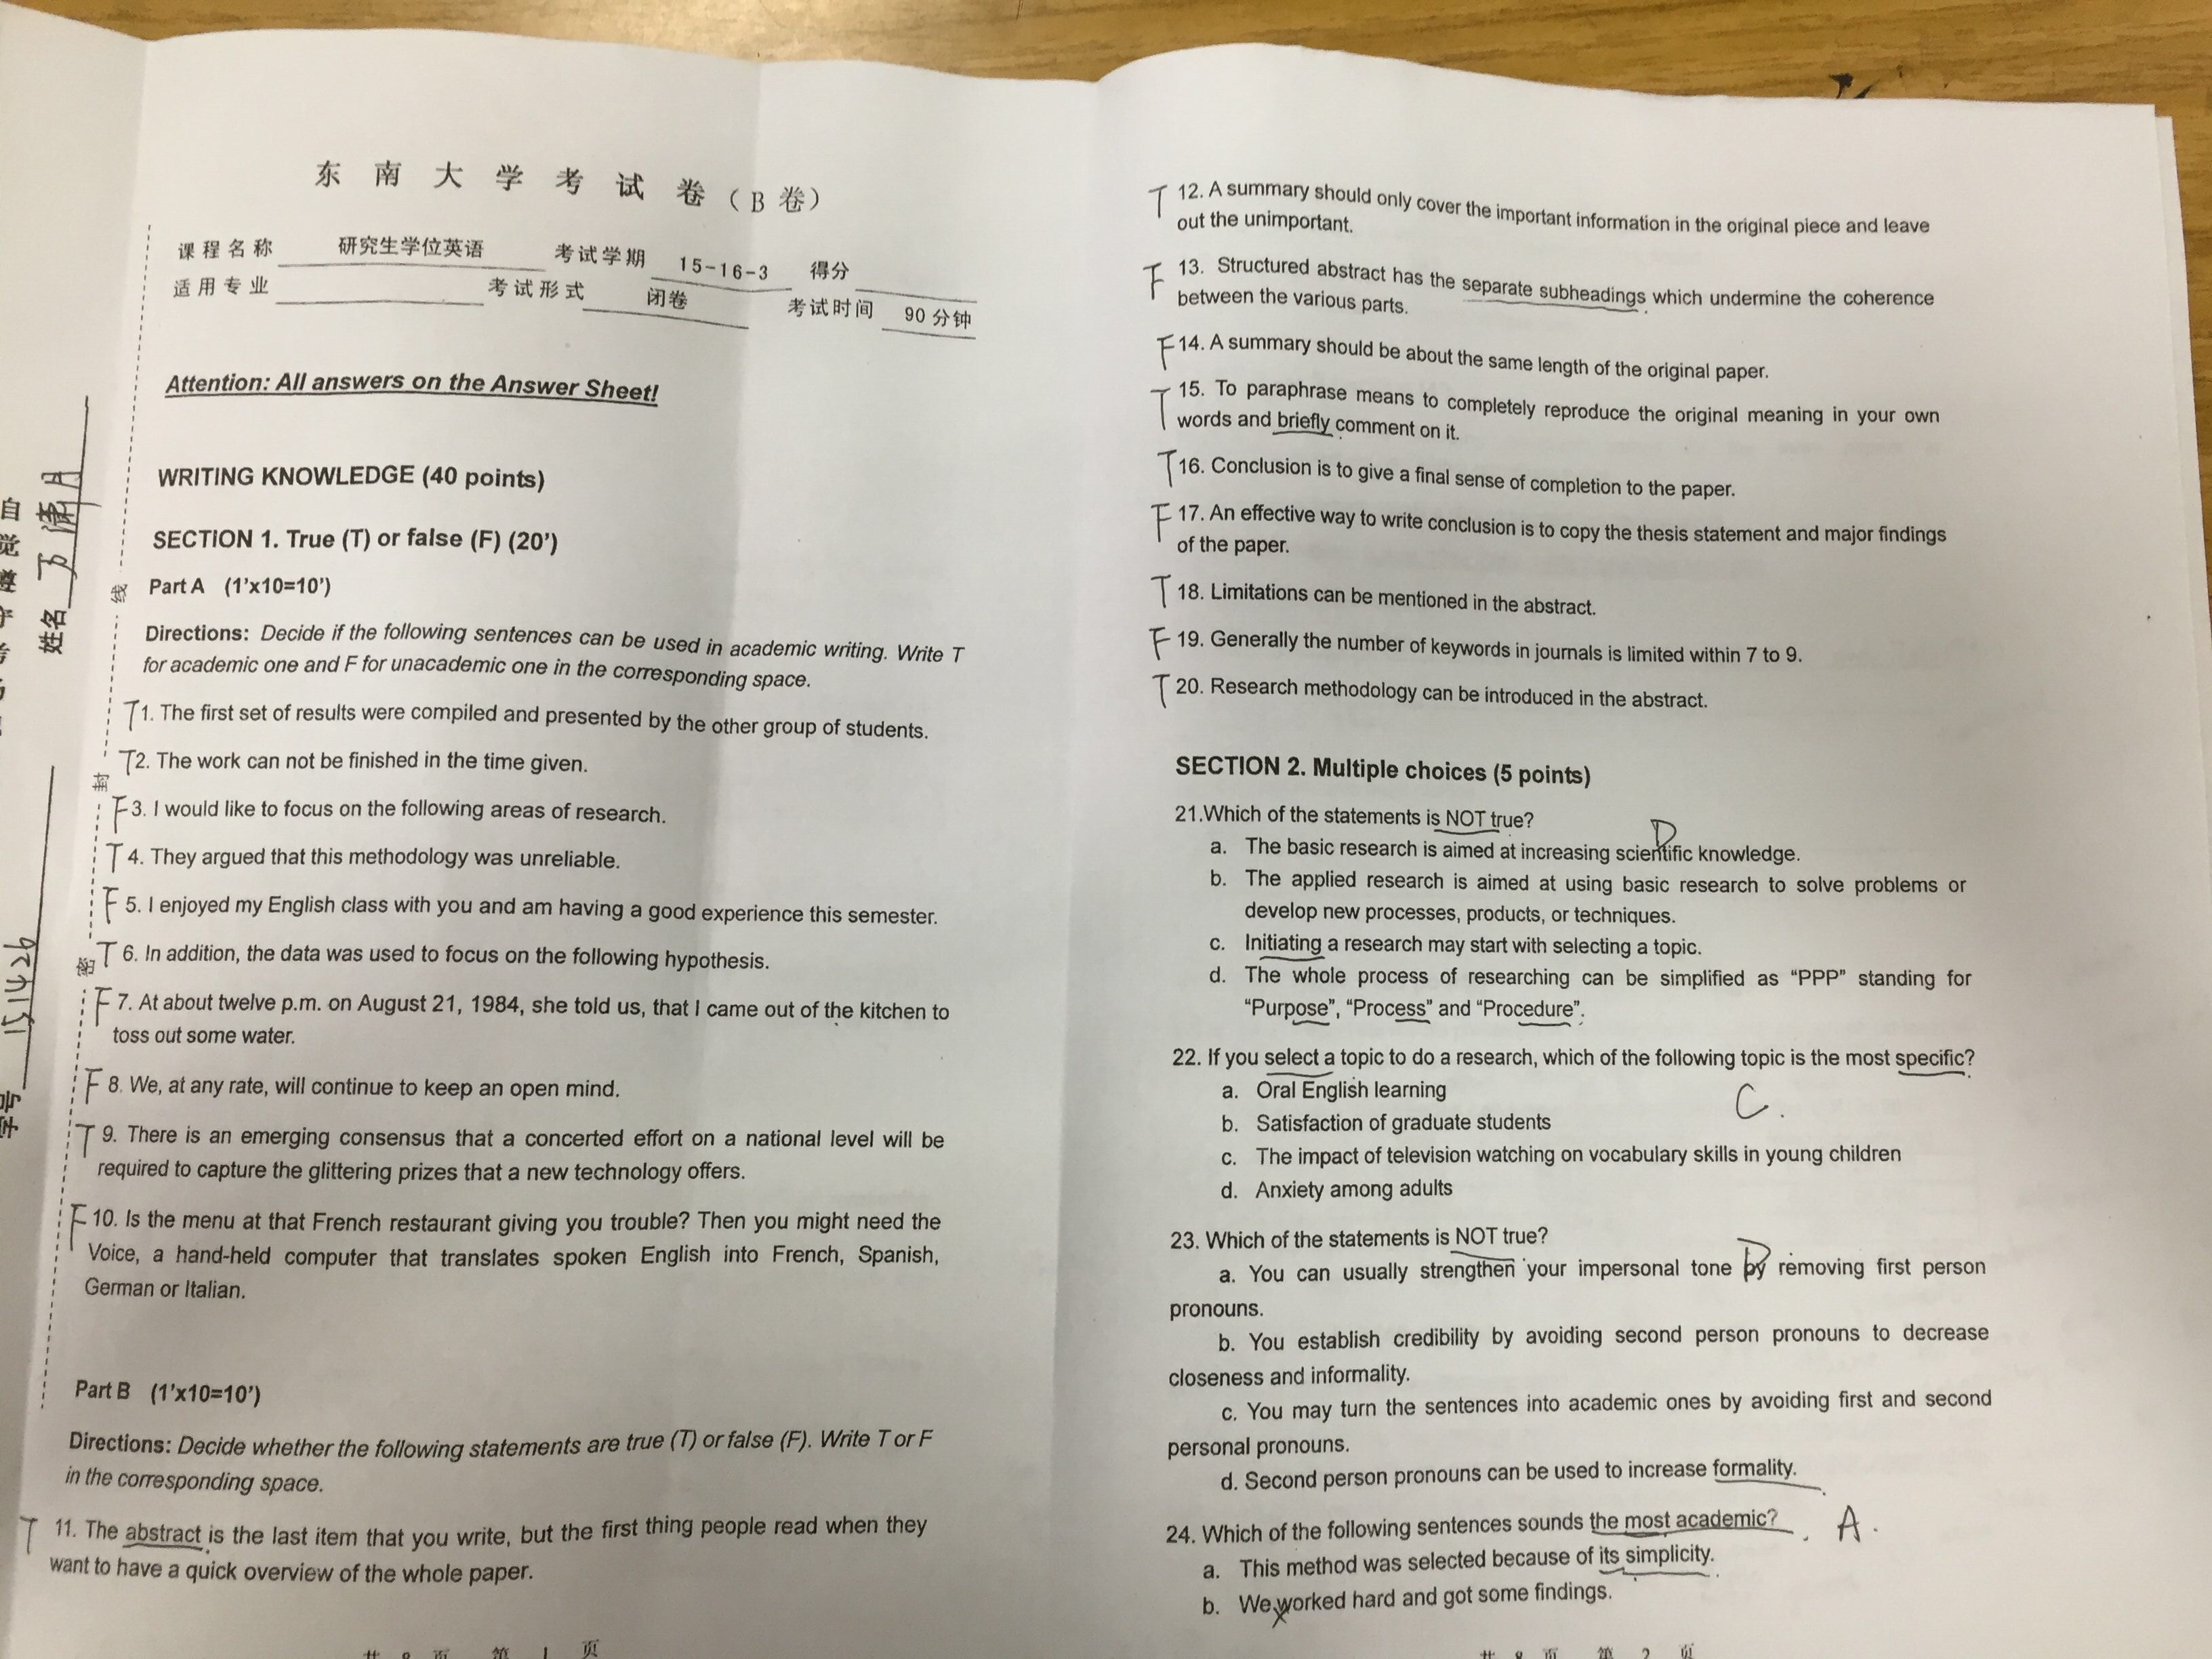 东 南 大 学 考 试 卷（B 卷）
课程名称 研究生学位英语 考试学期 15-16-3 得分
适用专业 考试形式 闭卷 考试时间 90 分钟
Attention: All answers on the Answer Sheet!
WRITING KNOWLEDGE (40 points)
SECTION 1. True (T) or false (F) (20’)
Part A (1’x10=10’)
Directions: Decide if the following sentences can be used in academic writing. Write T
for academic one and F for unacademic one in the corresponding space.
T 1. The first set of results were compiled and presented by the other group of students.
T 2. The work can not be finished in the time given.
F 3. I would like to focus on the following areas of research.
T 4. They argued that this methodology was unreliable.
F 5. I enjoyed my English class with you and am having a good experience this semester.
T 6. In addition, the data was used to focus on the following hypothesis.
F 7. At about twelve p.m. on August 21, 1984, she told us, that I came out of the kitchen to
toss out some water.
F 8. We, at any rate, will continue to keep an open mind.
T 9. There is an emerging consensus that a concerted effort on a national level will be
required to capture the glittering prizes that a new technology offers.
F 10. Is the menu at that French restaurant giving you trouble? Then you might need the
Voice, a hand-held computer that translates spoken English into French, Spanish,
German or Italian.
Part B (1’x10=10’)
Directions: Decide whether the following statements are true (T) or false (F). Write T or F
in the corresponding space.
T 11. The abstract is the last item that you write, but the first thing people read when they
want to have a quick overview of the whole paper.
共 8 页 第 1 页
T 12. A summary should only cover the important information in the original piece and leave
out the unimportant.
F 13. Structured abstract has the separate subheadings which undermine the coherence
between the various parts.
F 14. A summary should be about the same length of the original paper.
T 15. To paraphrase means to completely reproduce the original meaning in your own
words and briefly comment on it.
T 16. Conclusion is to give a final sense of completion to the paper.
F 17. An effective way to write conclusion is to copy the thesis statement and major findings
of the paper.
T 18. Limitations can be mentioned in the abstract.
F 19. Generally the number of keywords in journals is limited within 7 to 9.
T 20. Research methodology can be introduced in the abstract.
SECTION 2. Multiple choices (5 points)
21.Which of the statements is NOT true? D
a. The basic research is aimed at increasing scientific knowledge.
b. The applied research is aimed at using basic research to solve problems or
develop new processes, products, or techniques.
c. Initiating a research may start with selecting a topic.
d. The whole process of researching can be simplified as “PPP” standing for
“Purpose”, “Process” and “Procedure”.
22. If you select a topic to do a research, which of the following topic is the most specific?
a. Oral English learning
C.
b. Satisfaction of graduate students
c. The impact of television watching on vocabulary skills in young children
d. Anxiety among adults
23. Which of the statements is NOT true? D
a. You can usually strengthen your impersonal tone by removing first person
pronouns.
b. You establish credibility by avoiding second person pronouns to decrease
closeness and informality.
c. You may turn the sentences into academic ones by avoiding first and second
personal pronouns.
d. Second person pronouns can be used to increase formality.
24. Which of the following sentences sounds the most academic? A.
a. This method was selected because of its simplicity.
b. We worked hard and got some findings.
共 8 页 第 2 页
姓名
线
封
密
学号
自觉遵守考